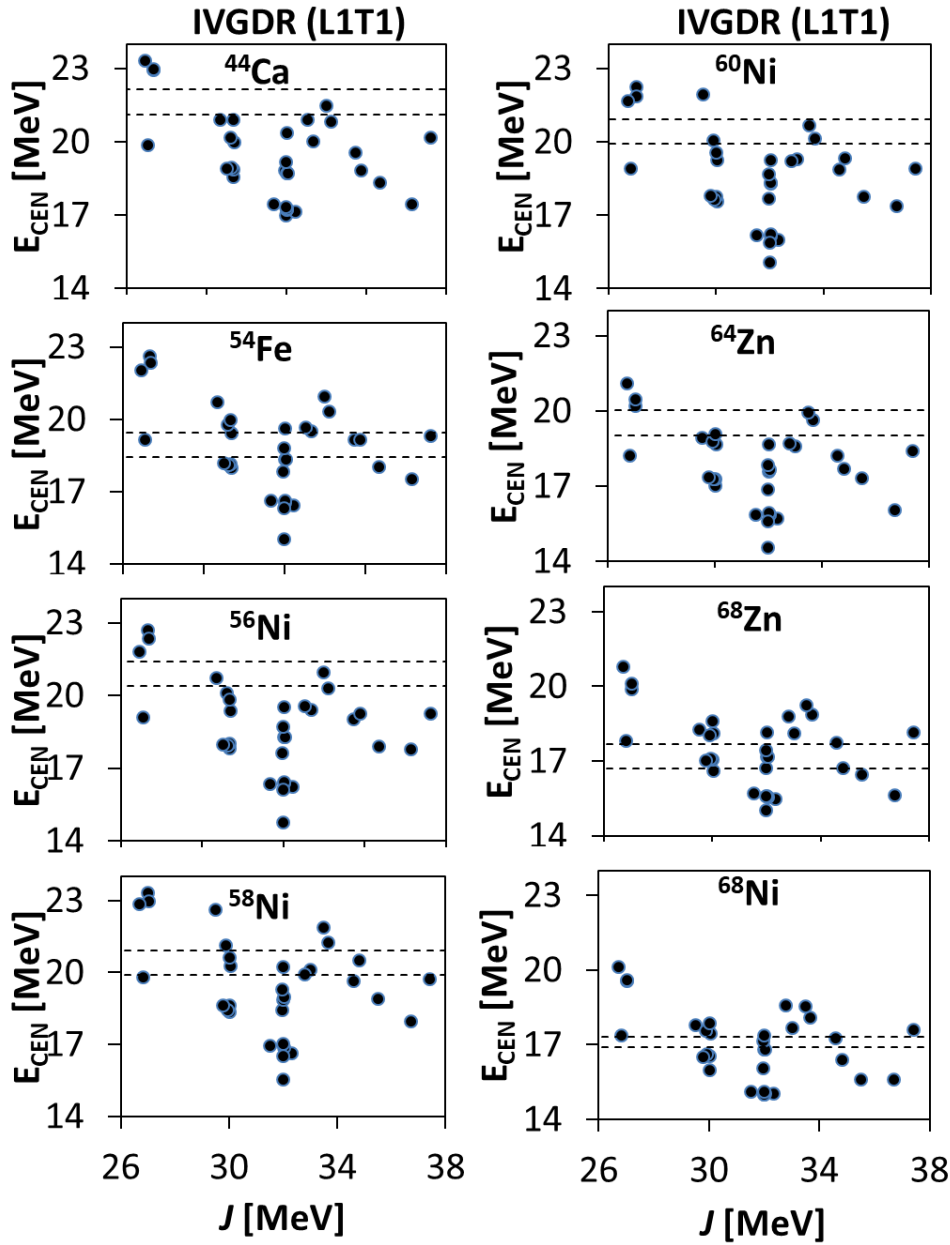 IVGDR (L1T1)
⁴⁴Ca
E_CEN [MeV]
23
20
17
14
⁵⁴Fe
E_CEN [MeV]
23
20
17
14
⁵⁶Ni
E_CEN [MeV]
23
20
17
14
⁵⁸Ni
E_CEN [MeV]
23
20
17
14
26
30
34
38
J [MeV]
IVGDR (L1T1)
⁶⁰Ni
E_CEN [MeV]
23
20
17
14
⁶⁴Zn
E_CEN [MeV]
23
20
17
14
⁶⁸Zn
E_CEN [MeV]
23
20
17
14
⁶⁸Ni
E_CEN [MeV]
23
20
17
14
26
30
34
38
J [MeV]